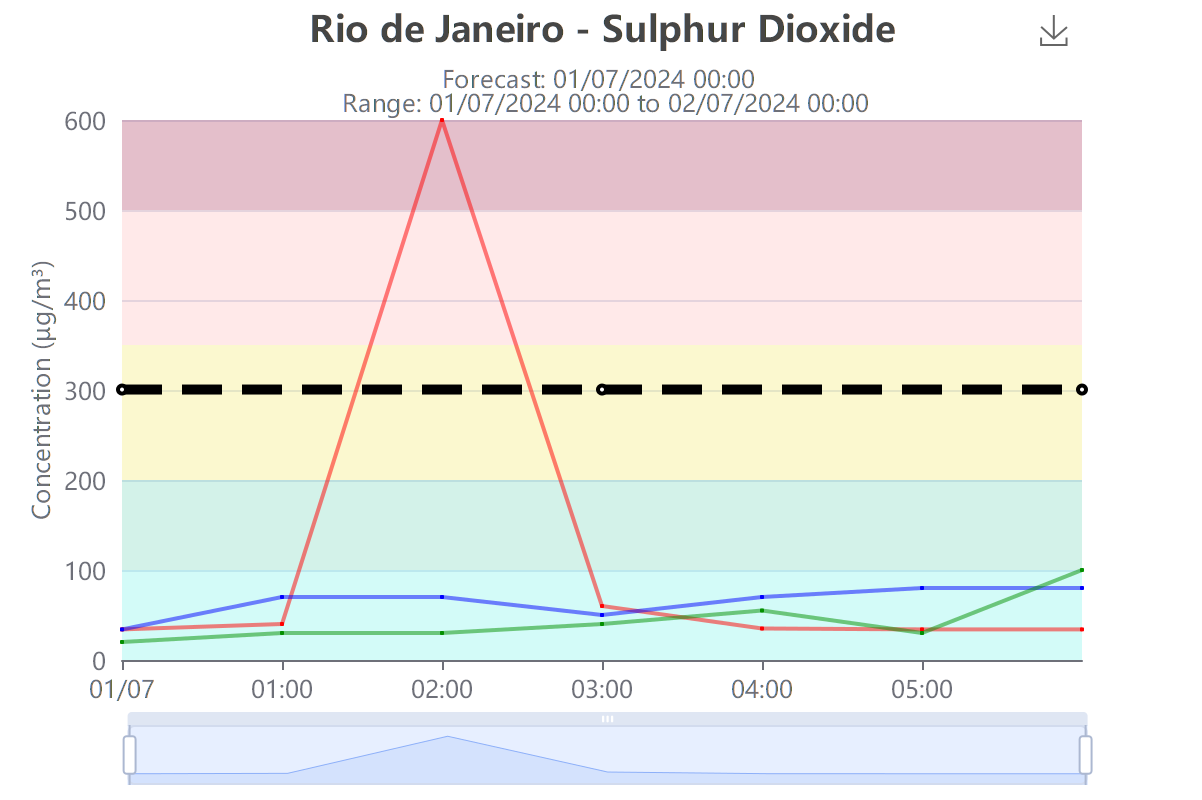 Rio de Janeiro - Sulphur Dioxide
Forecast: 01/07/2024 00:00
Range: 01/07/2024 00:00 to 02/07/2024 00:00
Concentration (µg/m³)
600
500
400
300
200
100
0
01/07 01:00 02:00 03:00 04:00 05:00